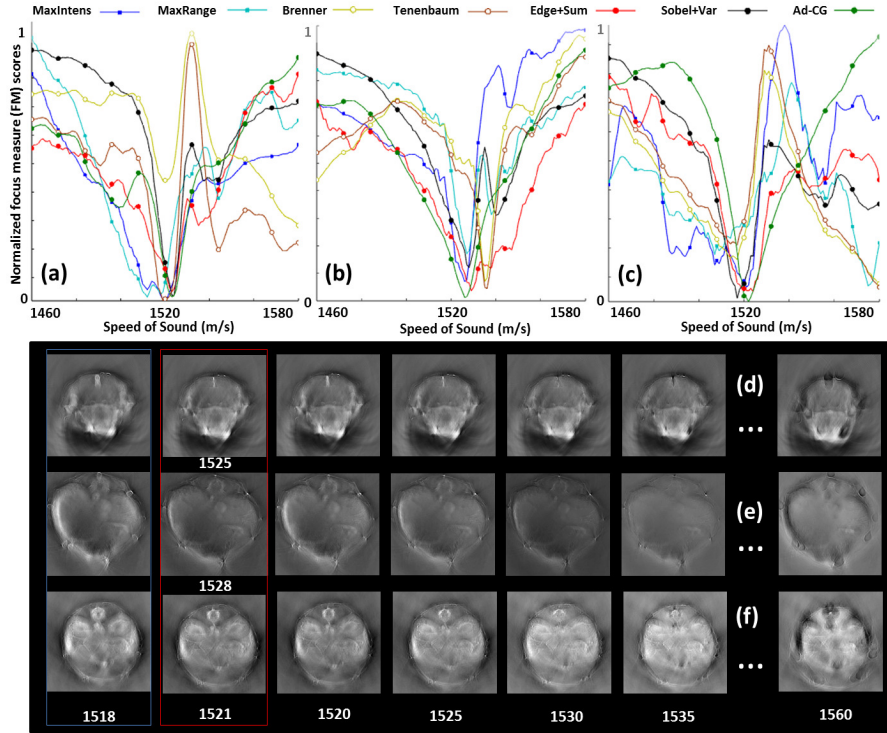 MaxIntens MaxRange Brenner Tenenbaum Edge+Sum Sobel+Var Ad-CG
Normalized focus measure (FM) scores
1 1 1
(a) (b) (c)
0 0 0
1460 1520 1580 1460 1520 1580 1460 1520 1580
Speed of Sound (m/s) Speed of Sound (m/s) Speed of Sound (m/s)
(d)
...
1525
(e)
...
1528
(f)
...
1518 1521 1520 1525 1530 1535 1560